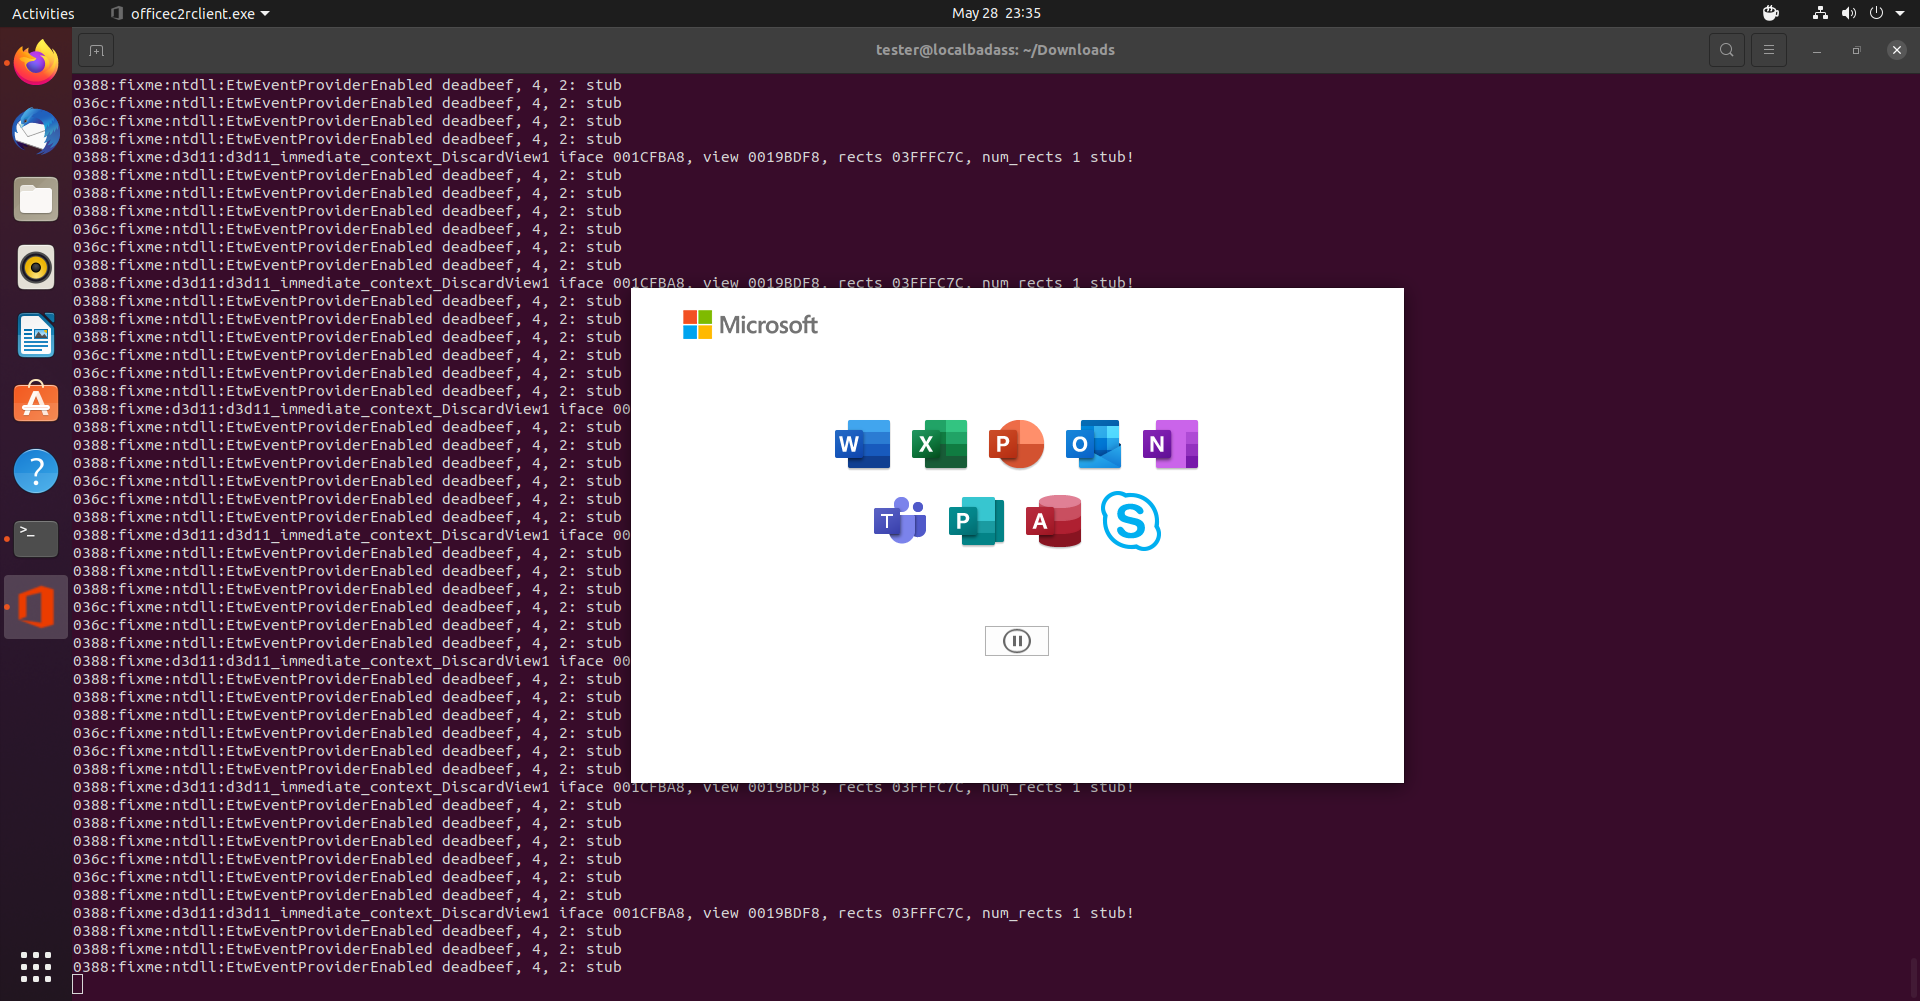 Activities
officec2rclient.exe
May 28 23:35
tester@localbadass: ~/Downloads
0388:fixme:ntdll:EtwEventProviderEnabled deadbeef, 4, 2: stub
036c:fixme:ntdll:EtwEventProviderEnabled deadbeef, 4, 2: stub
036c:fixme:ntdll:EtwEventProviderEnabled deadbeef, 4, 2: stub
0388:fixme:ntdll:EtwEventProviderEnabled deadbeef, 4, 2: stub
0388:fixme:d3d11:d3d11_immediate_context_DiscardView1 iface 001CFBA8, view 0019BDF8, rects 03FFFC7C, num_rects 1 stub!
0388:fixme:ntdll:EtwEventProviderEnabled deadbeef, 4, 2: stub
0388:fixme:ntdll:EtwEventProviderEnabled deadbeef, 4, 2: stub
0388:fixme:ntdll:EtwEventProviderEnabled deadbeef, 4, 2: stub
036c:fixme:ntdll:EtwEventProviderEnabled deadbeef, 4, 2: stub
036c:fixme:ntdll:EtwEventProviderEnabled deadbeef, 4, 2: stub
0388:fixme:ntdll:EtwEventProviderEnabled deadbeef, 4, 2: stub
0388:fixme:d3d11:d3d11_immediate_context_DiscardView1 iface 001CFBA8, view 0019BDF8, rects 03FFFC7C, num_rects 1 stub!
0388:fixme:ntdll:EtwEventProviderEnabled deadbeef, 4, 2: stub
0388:fixme:ntdll:EtwEventProviderEnabled deadbeef, 4, 2: stub
0388:fixme:ntdll:EtwEventProviderEnabled deadbeef, 4, 2: stub
036c:fixme:ntdll:EtwEventProviderEnabled deadbeef, 4, 2: stub
036c:fixme:ntdll:EtwEventProviderEnabled deadbeef, 4, 2: stub
0388:fixme:ntdll:EtwEventProviderEnabled deadbeef, 4, 2: stub
0388:fixme:d3d11:d3d11_immediate_context_DiscardView1 iface 00
0388:fixme:ntdll:EtwEventProviderEnabled deadbeef, 4, 2: stub
0388:fixme:ntdll:EtwEventProviderEnabled deadbeef, 4, 2: stub
0388:fixme:ntdll:EtwEventProviderEnabled deadbeef, 4, 2: stub
036c:fixme:ntdll:EtwEventProviderEnabled deadbeef, 4, 2: stub
036c:fixme:ntdll:EtwEventProviderEnabled deadbeef, 4, 2: stub
0388:fixme:ntdll:EtwEventProviderEnabled deadbeef, 4, 2: stub
0388:fixme:d3d11:d3d11_immediate_context_DiscardView1 iface 00
0388:fixme:ntdll:EtwEventProviderEnabled deadbeef, 4, 2: stub
0388:fixme:ntdll:EtwEventProviderEnabled deadbeef, 4, 2: stub
0388:fixme:ntdll:EtwEventProviderEnabled deadbeef, 4, 2: stub
036c:fixme:ntdll:EtwEventProviderEnabled deadbeef, 4, 2: stub
036c:fixme:ntdll:EtwEventProviderEnabled deadbeef, 4, 2: stub
0388:fixme:ntdll:EtwEventProviderEnabled deadbeef, 4, 2: stub
0388:fixme:d3d11:d3d11_immediate_context_DiscardView1 iface 00
0388:fixme:ntdll:EtwEventProviderEnabled deadbeef, 4, 2: stub
0388:fixme:ntdll:EtwEventProviderEnabled deadbeef, 4, 2: stub
0388:fixme:ntdll:EtwEventProviderEnabled deadbeef, 4, 2: stub
036c:fixme:ntdll:EtwEventProviderEnabled deadbeef, 4, 2: stub
036c:fixme:ntdll:EtwEventProviderEnabled deadbeef, 4, 2: stub
0388:fixme:ntdll:EtwEventProviderEnabled deadbeef, 4, 2: stub
0388:fixme:d3d11:d3d11_immediate_context_DiscardView1 iface 001CFBA8, view 0019BDF8, rects 03FFFC7C, num_rects 1 stub!
0388:fixme:ntdll:EtwEventProviderEnabled deadbeef, 4, 2: stub
0388:fixme:ntdll:EtwEventProviderEnabled deadbeef, 4, 2: stub
0388:fixme:ntdll:EtwEventProviderEnabled deadbeef, 4, 2: stub
036c:fixme:ntdll:EtwEventProviderEnabled deadbeef, 4, 2: stub
036c:fixme:ntdll:EtwEventProviderEnabled deadbeef, 4, 2: stub
0388:fixme:ntdll:EtwEventProviderEnabled deadbeef, 4, 2: stub
0388:fixme:d3d11:d3d11_immediate_context_DiscardView1 iface 001CFBA8, view 0019BDF8, rects 03FFFC7C, num_rects 1 stub!
0388:fixme:ntdll:EtwEventProviderEnabled deadbeef, 4, 2: stub
0388:fixme:ntdll:EtwEventProviderEnabled deadbeef, 4, 2: stub
0388:fixme:ntdll:EtwEventProviderEnabled deadbeef, 4, 2: stub
Microsoft
W X P O N
T P A S